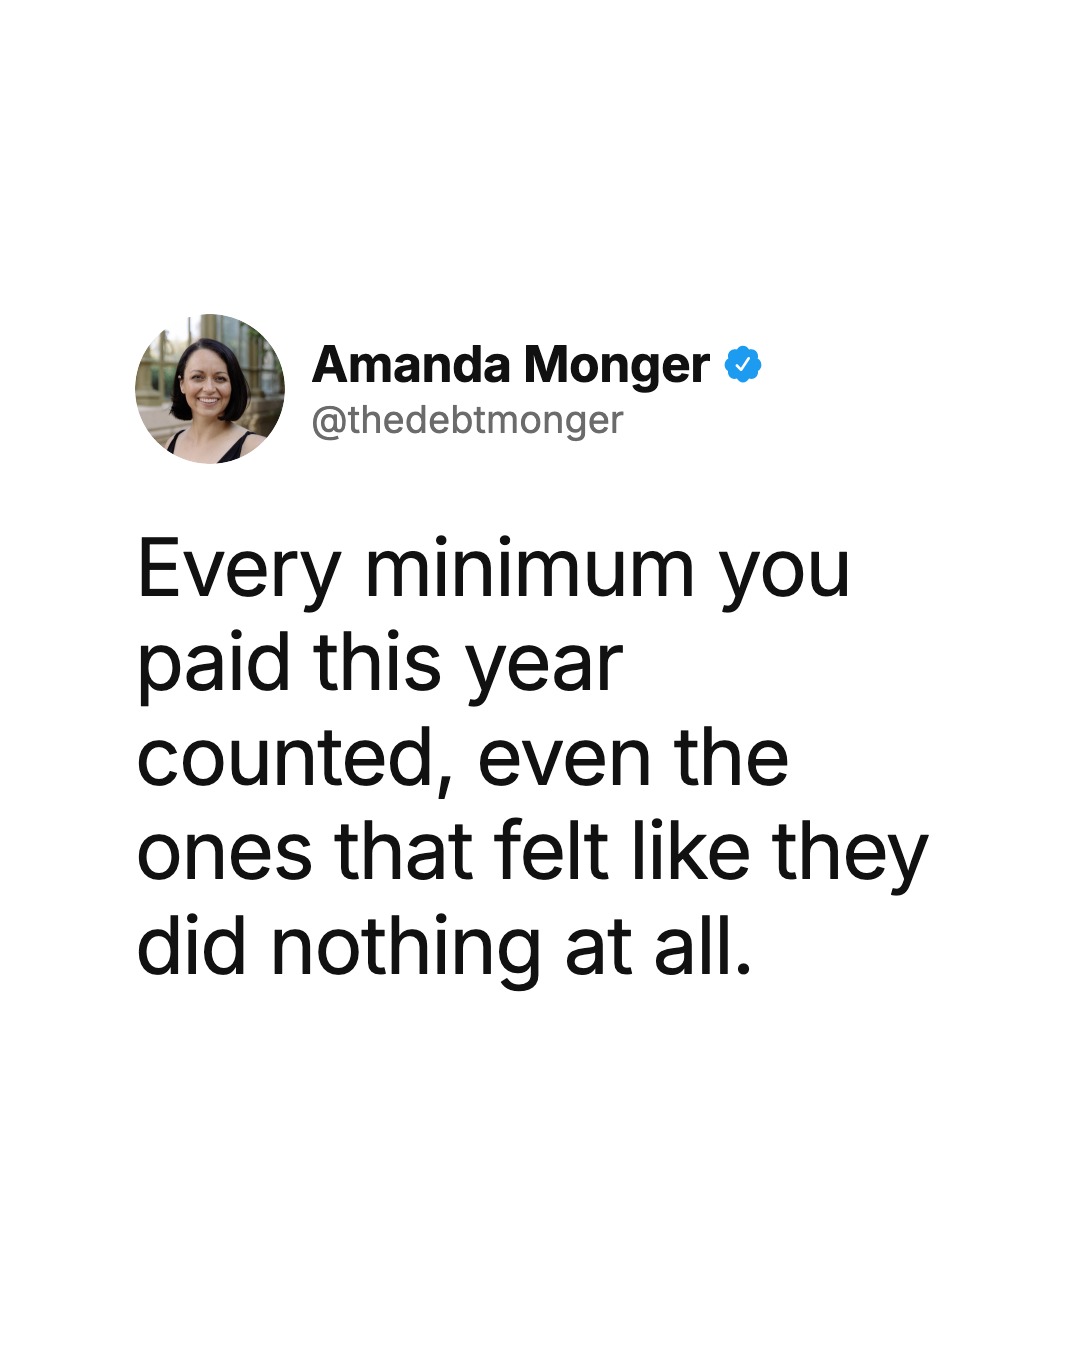 Amanda Monger
@thedebtmonger
Every minimum you
paid this year
counted, even the
ones that felt like they
did nothing at all.